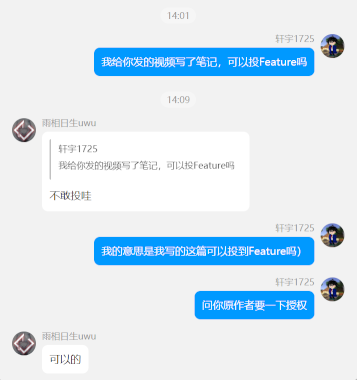 14:01
轩宇1725
我给你发的视频写了笔记，可以投Feature吗
14:09
雨相日生uwu
轩宇1725
我给你发的视频写了笔记，可以投Feature吗
不敢投哇
轩宇1725
我的意思是我写的这篇可以投到Feature吗）
轩宇1725
问你原作者要一下授权
雨相日生uwu
可以的